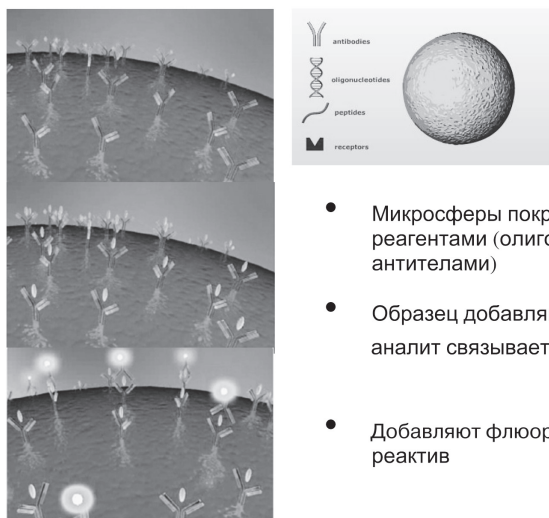 antibodies
oligonucleotides
peptides
receptors
• Микросферы покр
реагентами (олиго
антителами)
• Образец добавля
аналит связывает
• Добавляют флюор
реактив